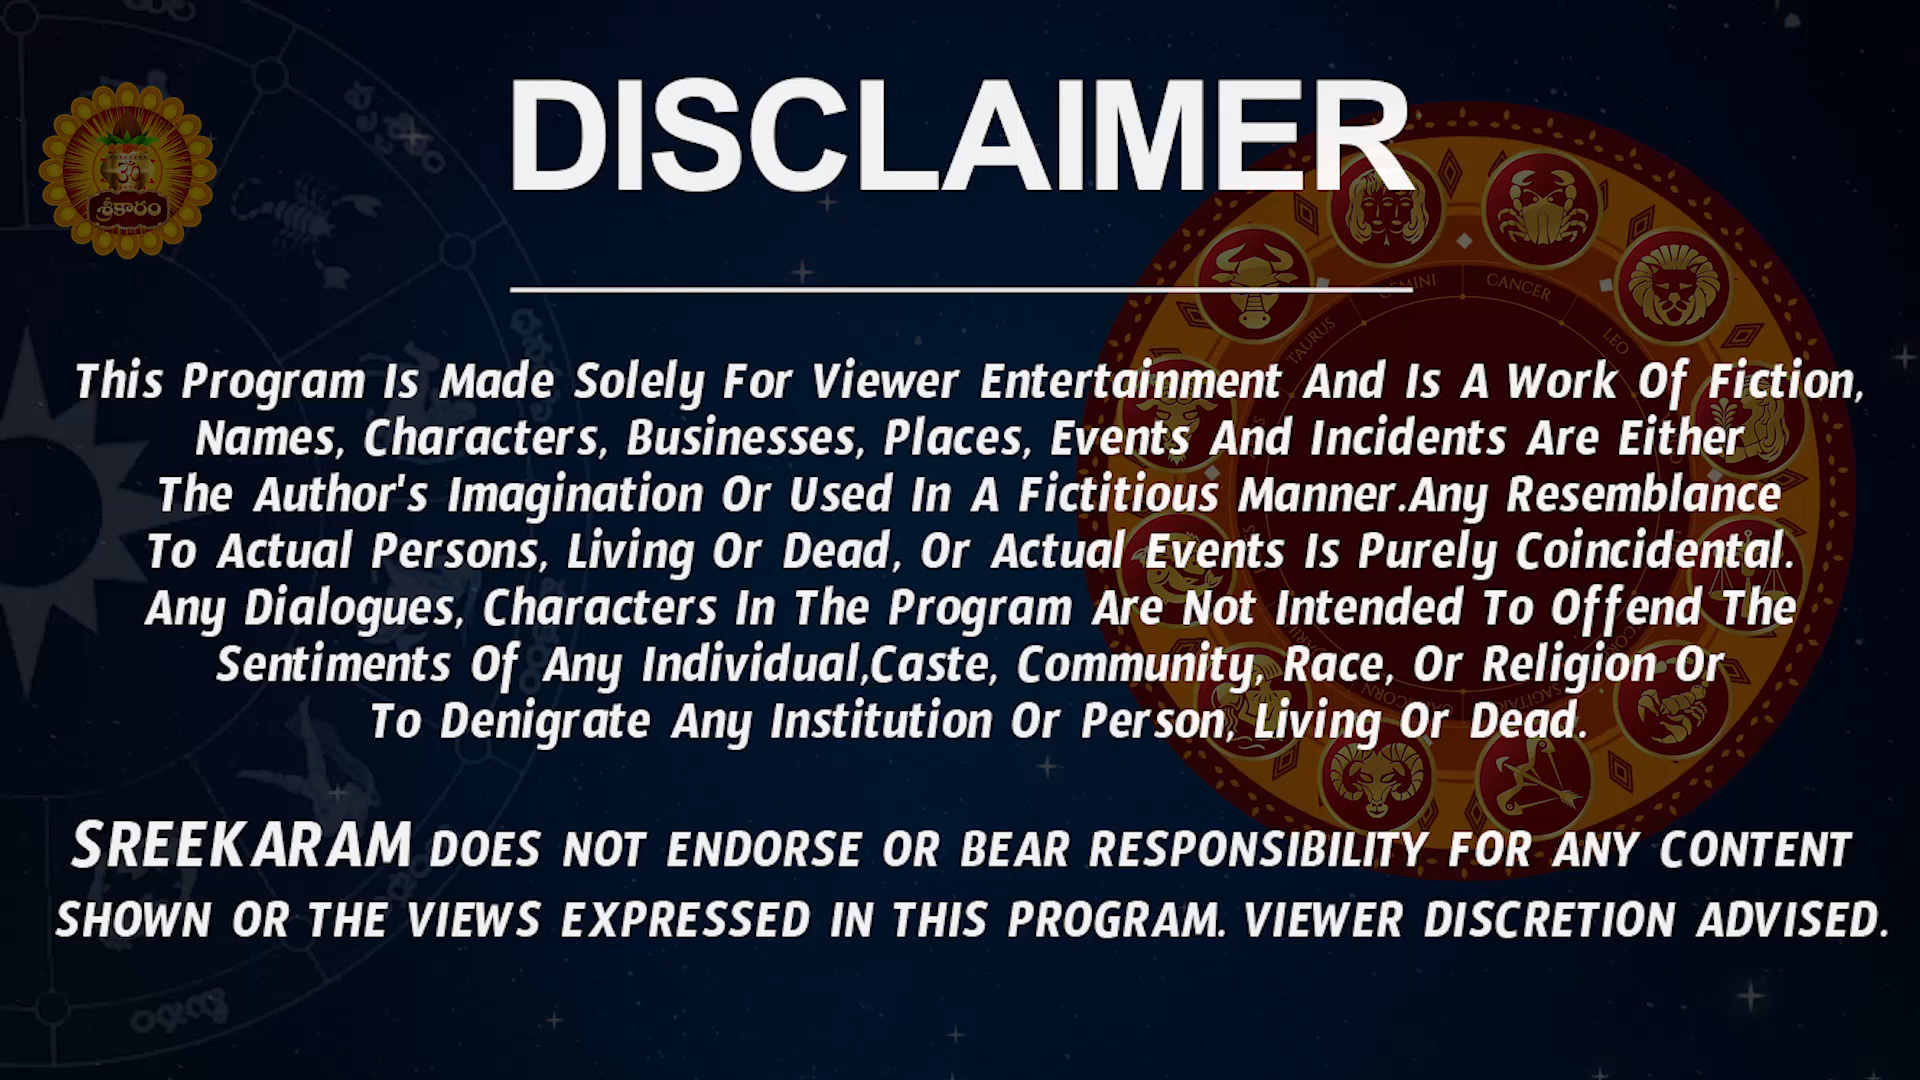 DISCLAIMER
ॐ
శ్రీకారం
GEMINI
CANCER
TAURUS
LEO
This Program Is Made Solely For Viewer Entertainment And Is A Work Of Fiction,
Names, Characters, Businesses, Places, Events And Incidents Are Either
The Author's Imagination Or Used In A Fictitious Manner.Any Resemblance
To Actual Persons, Living Or Dead, Or Actual Events Is Purely Coincidental.
Any Dialogues, Characters In The Program Are Not Intended To Offend The
Sentiments Of Any Individual,Caste, Community, Race, Or Religion Or
To Denigrate Any Institution Or Person, Living Or Dead.
SREEKARAM DOES NOT ENDORSE OR BEAR RESPONSIBILITY FOR ANY CONTENT
SHOWN OR THE VIEWS EXPRESSED IN THIS PROGRAM. VIEWER DISCRETION ADVISED.